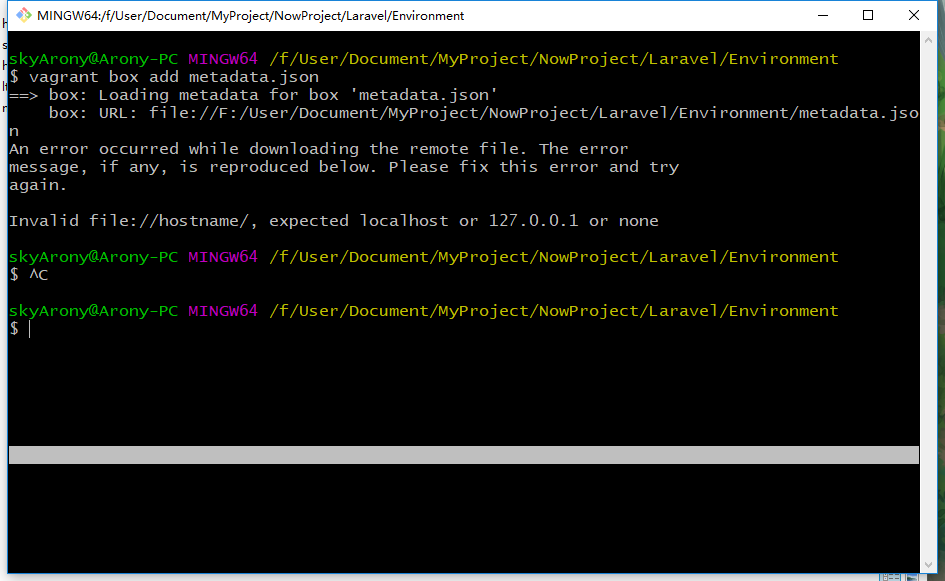 MINGW64:/f/User/Document/MyProject/NowProject/Laravel/Environment
skyArony@Arony-PC MINGW64 /f/User/Document/MyProject/NowProject/Laravel/Environment
$ vagrant box add metadata.json
==> box: Loading metadata for box 'metadata.json'
    box: URL: file://F:/User/Document/MyProject/NowProject/Laravel/Environment/metadata.jso
n
An error occurred while downloading the remote file. The error
message, if any, is reproduced below. Please fix this error and try
again.
Invalid file://hostname/, expected localhost or 127.0.0.1 or none
skyArony@Arony-PC MINGW64 /f/User/Document/MyProject/NowProject/Laravel/Environment
$ ^C
skyArony@Arony-PC MINGW64 /f/User/Document/MyProject/NowProject/Laravel/Environment
$